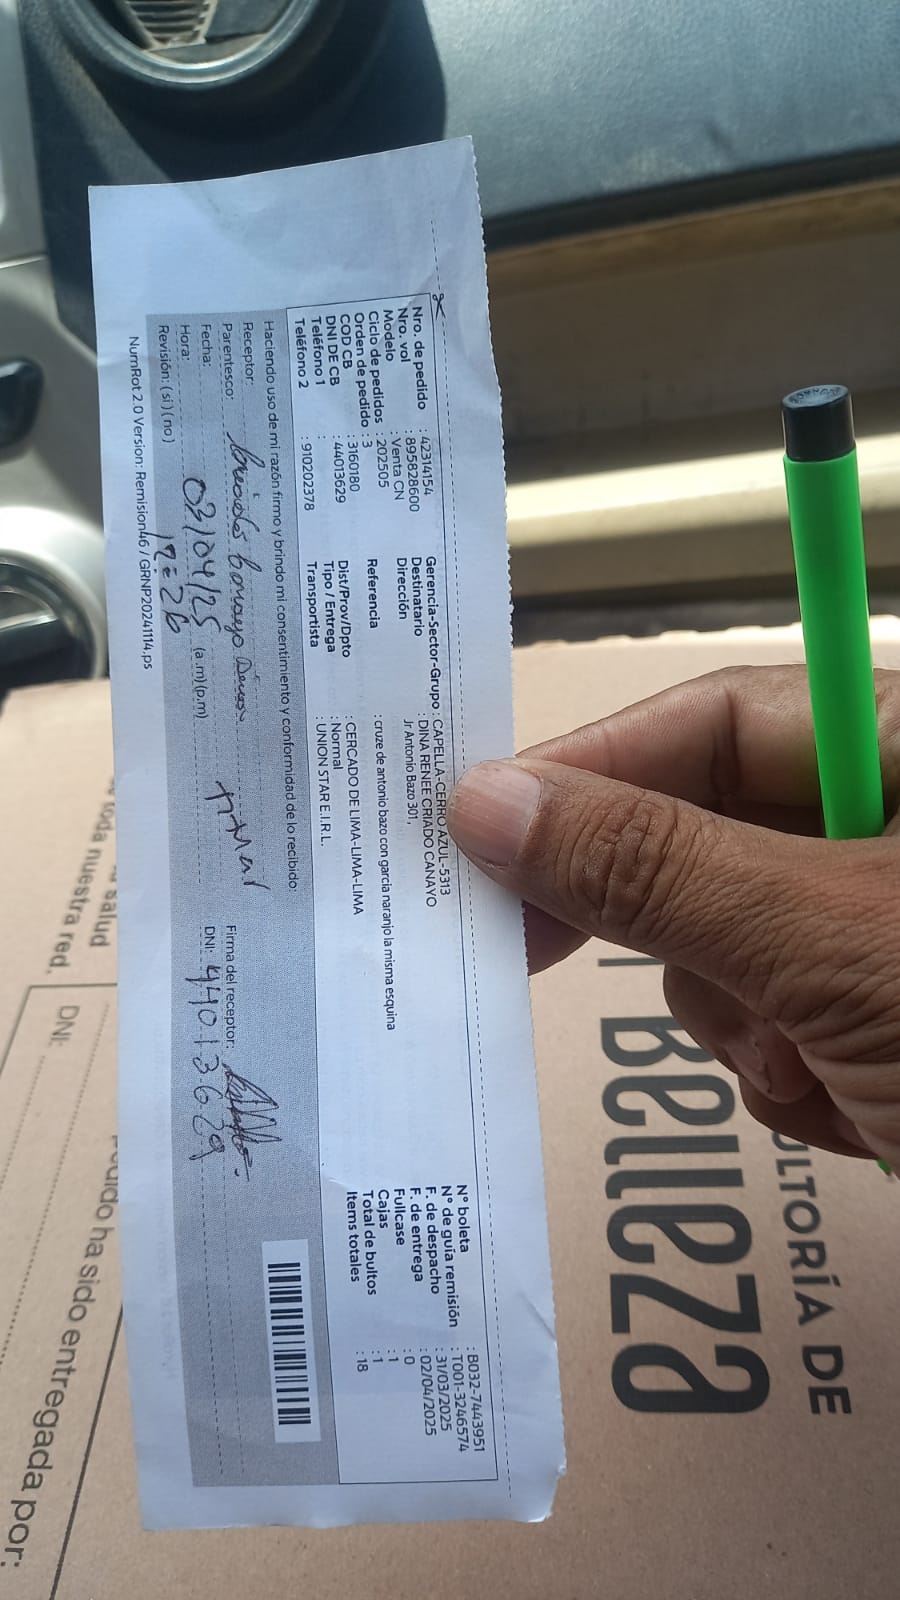 Nro. de pedido : 42314154
Nro. vol : 895828600
Modelo : Venta CN
Ciclo de pedidos : 202505
Orden de pedido : 3
COD CB : 3160180
DNI DE CB : 44013629
Teléfono 1 :
Teléfono 2 : 910202378
Gerencia-Sector-Grupo : CAPELLA-CERRO AZUL-5313
Destinatario : DINA RENEE CRIADO CANAYO
Dirección Jr Antonio Bazo 301,
Referencia : cruze de antonio bazo con garcia naranjo la misma esquina
Dist/Prov/Dpto : CERCADO DE LIMA-LIMA-LIMA
Tipo / Entrega : Normal
Transportista : UNION STAR E.I.R.L.
N° boleta : B032-7443951
N° de guía remisión : T001-3246574
F. de despacho : 31/03/2025
F. de entrega : 02/04/2025
Fullcase : 0
Cajas : 1
Total de bultos : 1
Items totales : 18
Haciendo uso de mi razón firmo y brindo mi consentimiento y conformidad de lo recibido:
Receptor:
Parentesco:
Firma del receptor:
Fecha: 03/04/25 (a.m) (p.m)
DNI: 44013629
Hora: 12:26
Revisión: (si) (no)
NumRot 2.0 Version: Remision46 / GRNP20241114.ps
ULTORÍA DE
Belleza
salud
toda nuestra red.
DNI:
ido ha sido entregada por: